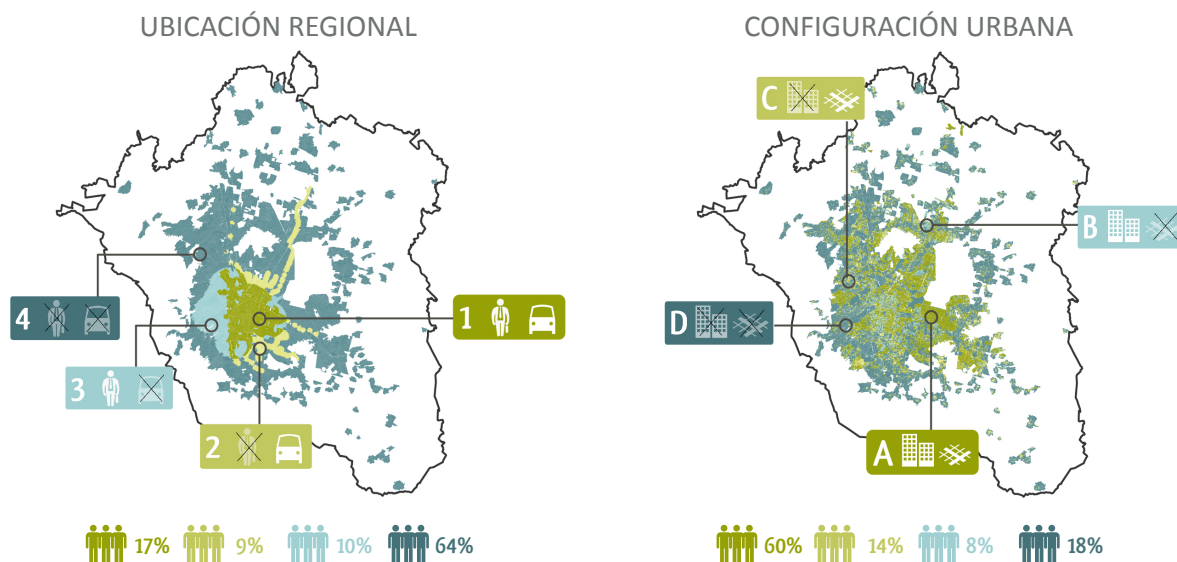 UBICACIÓN REGIONAL
4
3
2
1
17% 9% 10% 64%
CONFIGURACIÓN URBANA
C
B
D
A
60% 14% 8% 18%